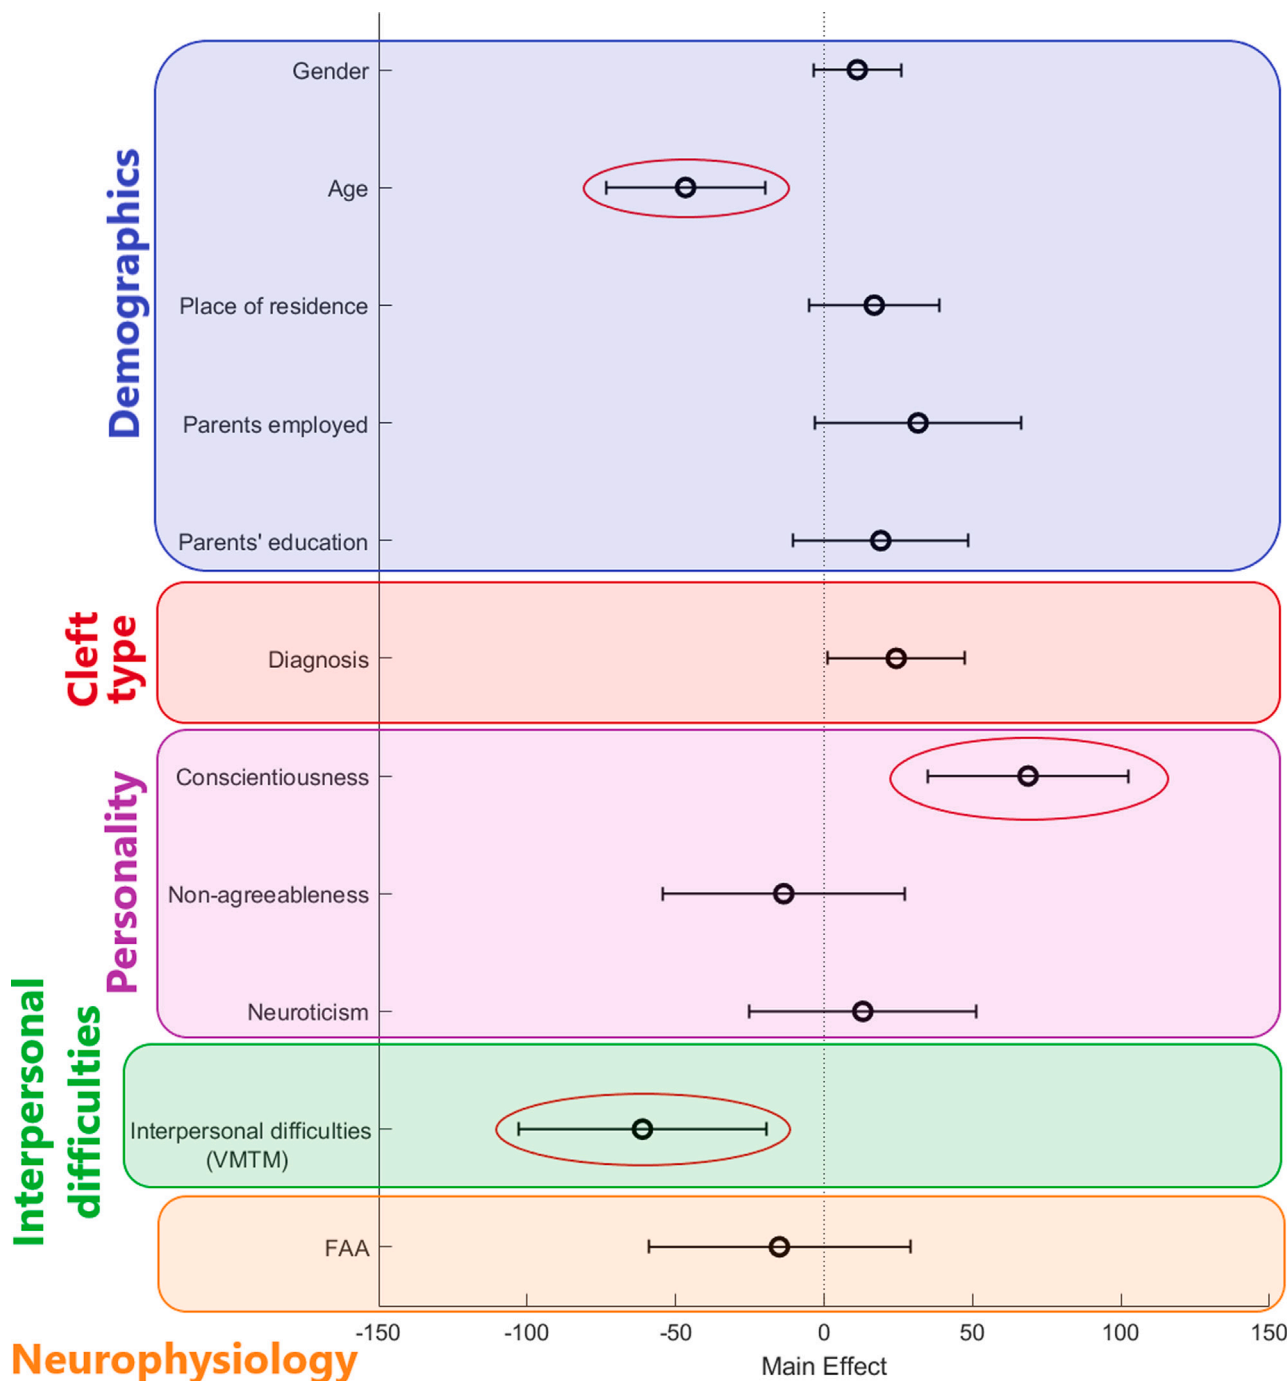 Demographics
Gender
Age
Place of residence
Parents employed
Parents' education
Cleft
type
Diagnosis
Personality
Conscientiousness
Non-agreeableness
Neuroticism
Interpersonal
difficulties
Interpersonal difficulties
(VMTM)
FAA
-150 -100 -50 0 50 100 150
Main Effect
Neurophysiology